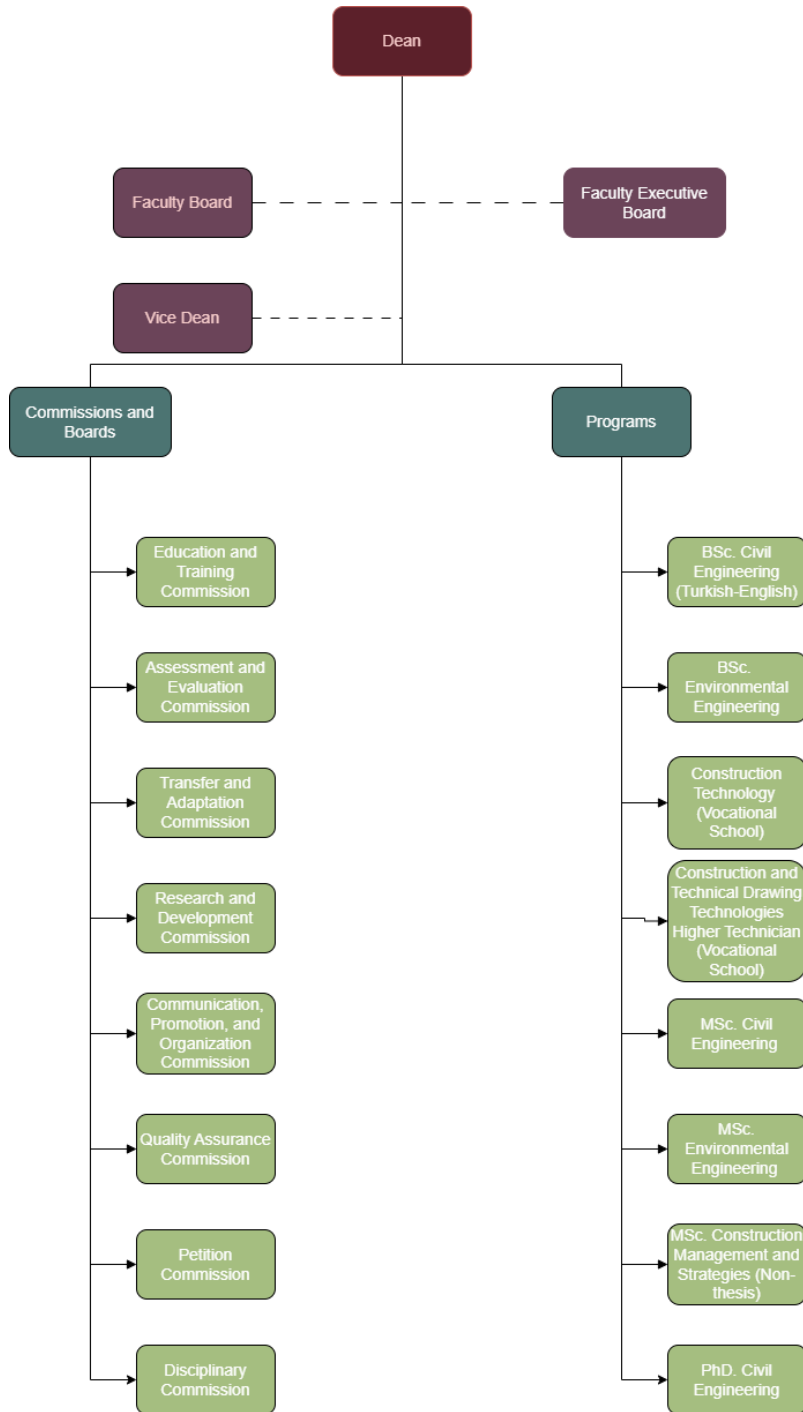 Dean
Faculty Board
Faculty Executive
Board
Vice Dean
Commissions and
Boards
Programs
Education and
Training
Commission
Assessment and
Evaluation
Commission
Transfer and
Adaptation
Commission
Research and
Development
Commission
Communication,
Promotion, and
Organization
Commission
Quality Assurance
Commission
Petition
Commission
Disciplinary
Commission
BSc. Civil
Engineering
(Turkish-English)
BSc.
Environmental
Engineering
Construction
Technology
(Vocational
School)
Construction and
Technical Drawing
Technologies
Higher Technician
(Vocational
School)
MSc. Civil
Engineering
MSc.
Environmental
Engineering
MSc. Construction
Management and
Strategies (Non-
thesis)
PhD. Civil
Engineering